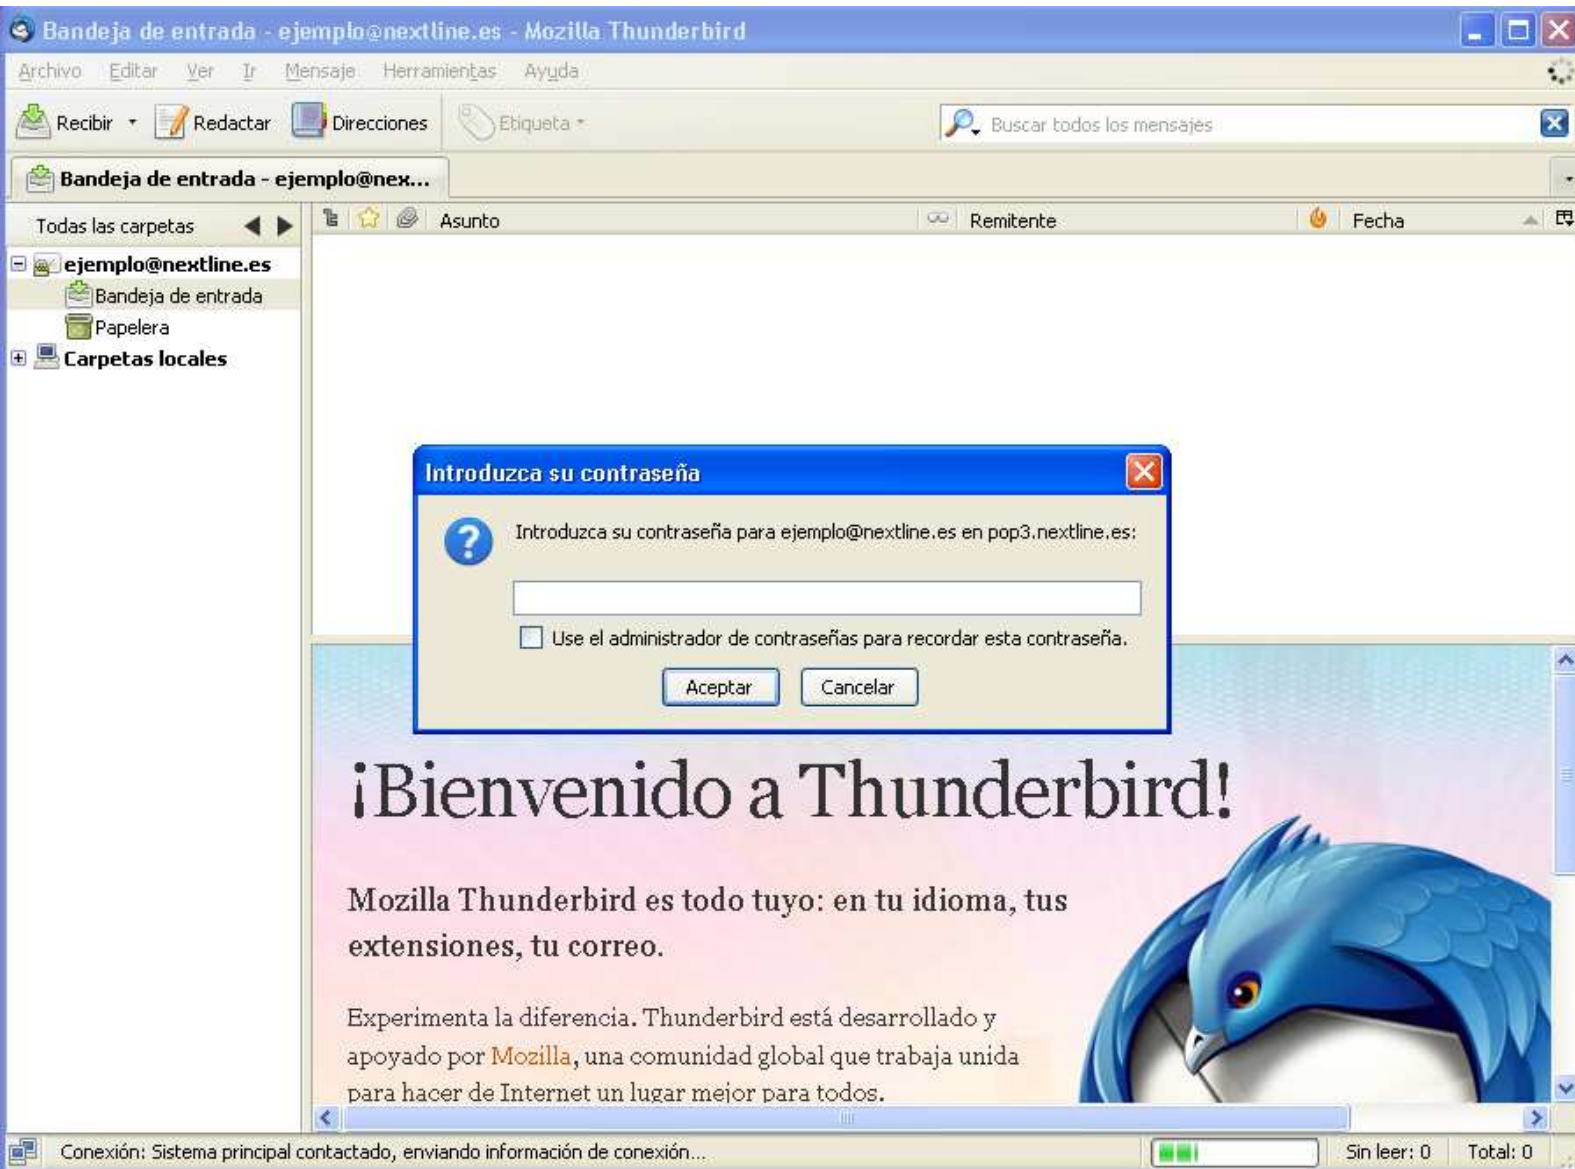 Bandeja de entrada - ejemplo@nextline.es - Mozilla Thunderbird
Archivo Editar Ver Ir Mensaje Herramientas Ayuda
Recibir Redactar Direcciones Etiqueta Buscar todos los mensajes
Bandeja de entrada - ejemplo@nex...
Todas las carpetas Asunto Remitente Fecha
ejemplo@nextline.es
Bandeja de entrada
Papelera
Carpetas locales
Introduzca su contraseña
Introduzca su contraseña para ejemplo@nextline.es en pop3.nextline.es:
Use el administrador de contraseñas para recordar esta contraseña.
Aceptar Cancelar
¡Bienvenido a Thunderbird!
Mozilla Thunderbird es todo tuyo: en tu idioma, tus
extensiones, tu correo.
Experimenta la diferencia. Thunderbird está desarrollado y
apoyado por Mozilla, una comunidad global que trabaja unida
para hacer de Internet un lugar mejor para todos.
Conexión: Sistema principal contactado, enviando información de conexión... Sin leer: 0 Total: 0